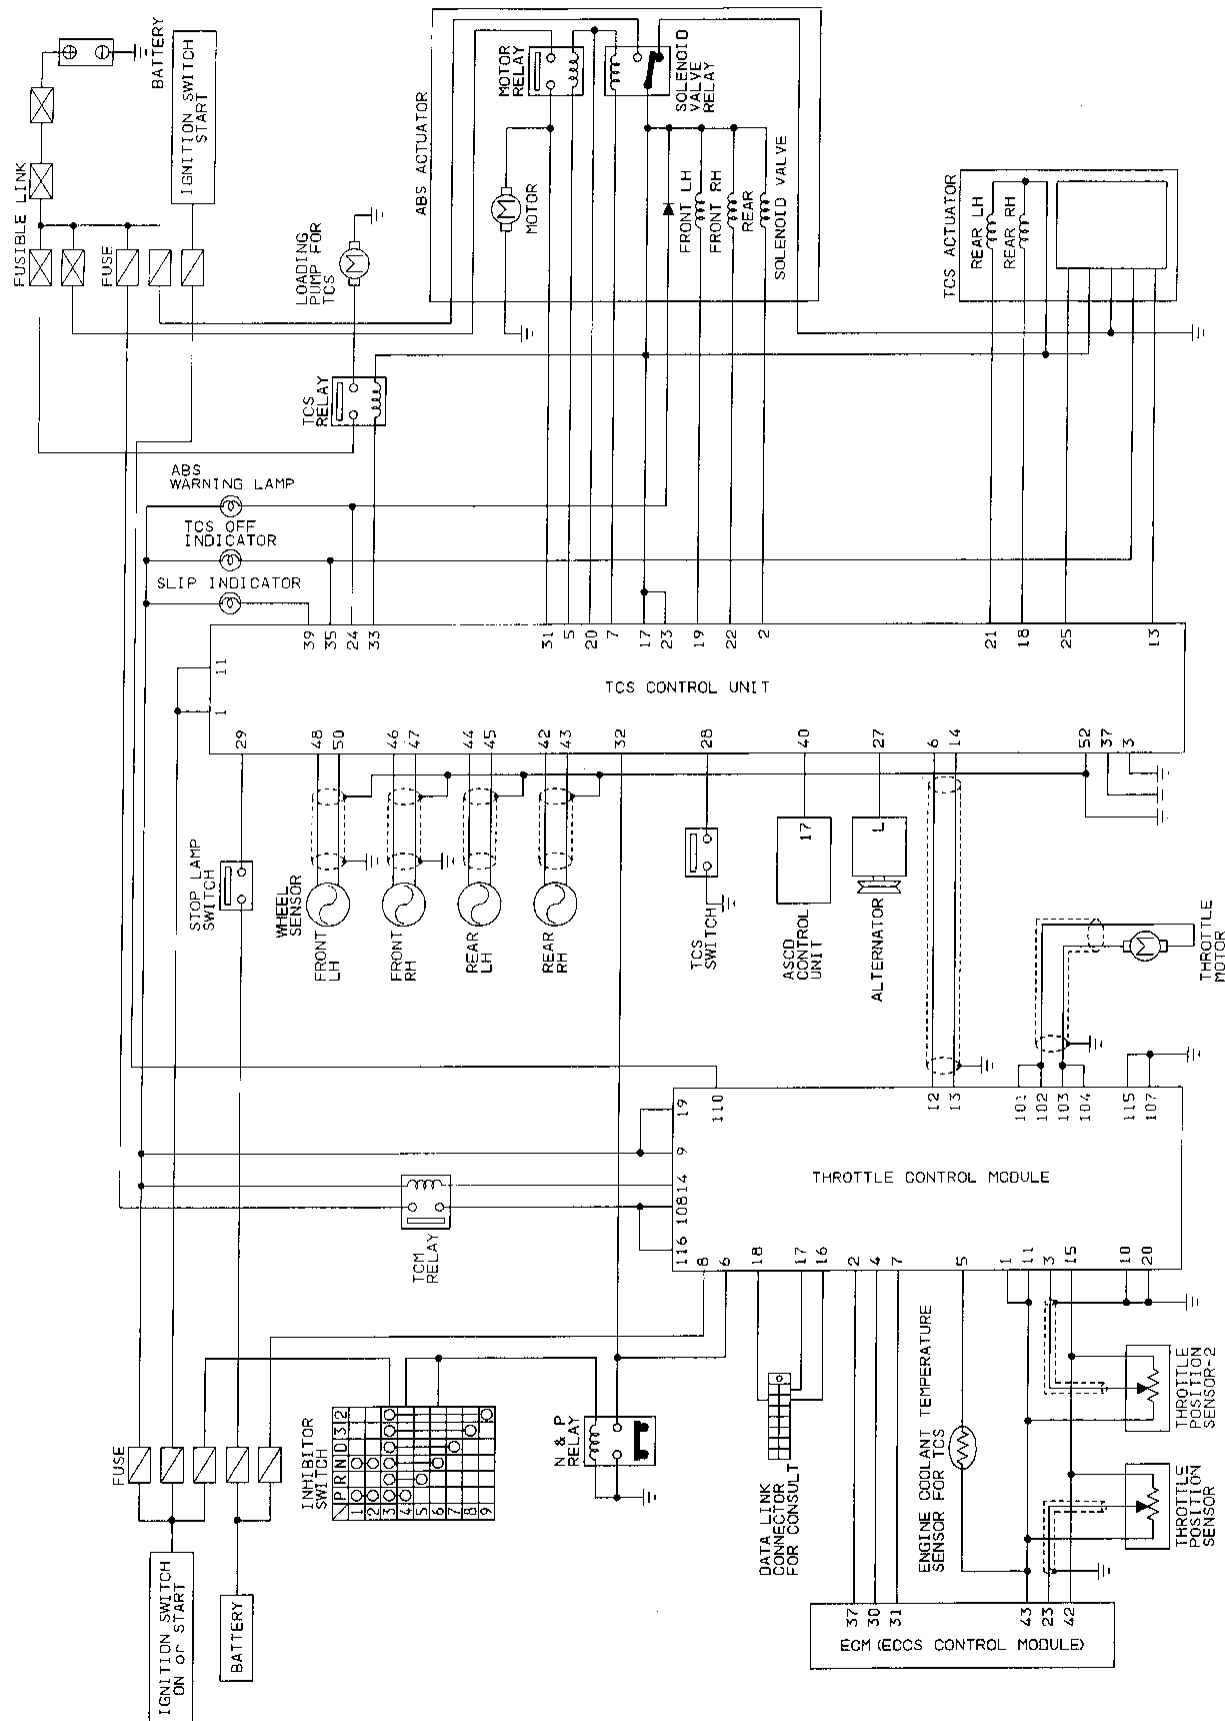 BATTERY
IGNITION SWITCH
START
FUSIBLE LINK
FUSE
LOADING
PUMP FOR
TCS
M
TCS
RELAY
ABS ACTUATOR
MOTOR
RELAY
SOLENOID
VALVE
RELAY
M
MOTOR
FRONT LH
FRONT RH
REAR
SOLENOID VALVE
TCS ACTUATOR
REAR LH
REAR RH
ABS
WARNING LAMP
TCS OFF
INDICATOR
SLIP INDICATOR
39
35
24
33
31
5
20
7
17
23
19
22
2
21
18
25
13
11
1
TCS CONTROL UNIT
29
48
50
46
47
44
45
42
43
32
28
40
27
6
14
52
37
3
STOP LAMP
SWITCH
WHEEL
SENSOR
FRONT
LH
FRONT
RH
REAR
LH
REAR
RH
TCS
SWITCH
17
ASCD
CONTROL
UNIT
L
ALTERNATOR
M
THROTTLE
MOTOR
19
9
14
108
116
110
12
13
101
102
103
104
115
107
THROTTLE CONTROL MODULE
8
6
18
17
16
2
4
7
5
1
11
3
15
10
20
TCM
RELAY
FUSE
INHIBITOR
SWITCH
P R N D 3 2
1
2
3
4
5
6
7
8
9
N & P
RELAY
DATA LINK
CONNECTOR
FOR CONSULT
ENGINE COOLANT TEMPERATURE
SENSOR FOR TCS
THROTTLE
POSITION
SENSOR-2
THROTTLE
POSITION
SENSOR
IGNITION SWITCH
ON or START
BATTERY
37
30
31
43
23
42
ECM (ECCS CONTROL MODULE)